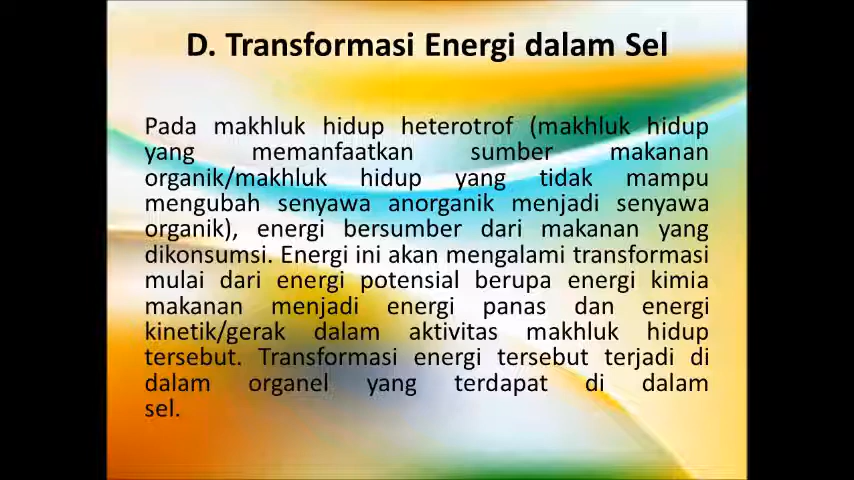 D. Transformasi Energi dalam Sel
Pada makhluk hidup heterotrof (makhluk hidup
yang memanfaatkan sumber makanan
organik/makhluk hidup yang tidak mampu
mengubah senyawa anorganik menjadi senyawa
organik), energi bersumber dari makanan yang
dikonsumsi. Energi ini akan mengalami transformasi
mulai dari energi potensial berupa energi kimia
makanan menjadi energi panas dan energi
kinetik/gerak dalam aktivitas makhluk hidup
tersebut. Transformasi energi tersebut terjadi di
dalam organel yang terdapat di dalam
sel.